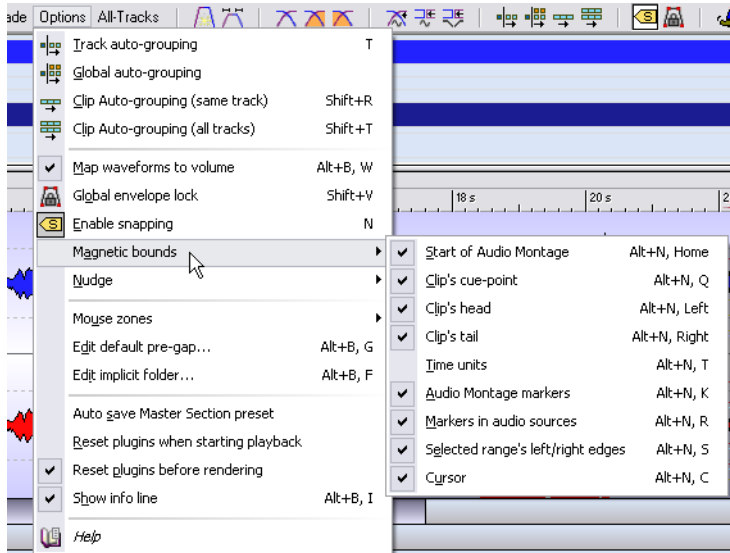 ade Options All-Tracks
Track auto-grouping T
Global auto-grouping
Clip Auto-grouping (same track) Shift+R
Clip Auto-grouping (all tracks) Shift+T
Map waveforms to volume Alt+B, W
Global envelope lock Shift+V
Enable snapping N
Magnetic bounds
Nudge
Mouse zones
Edit default pre-gap... Alt+B, G
Edit implicit folder... Alt+B, F
Auto save Master Section preset
Reset plugins when starting playback
Reset plugins before rendering
Show info line Alt+B, I
Help
18 s 20 s 2
Start of Audio Montage Alt+N, Home
Clip's cue-point Alt+N, Q
Clip's head Alt+N, Left
Clip's tail Alt+N, Right
Time units Alt+N, T
Audio Montage markers Alt+N, K
Markers in audio sources Alt+N, R
Selected range's left/right edges Alt+N, S
Cursor Alt+N, C